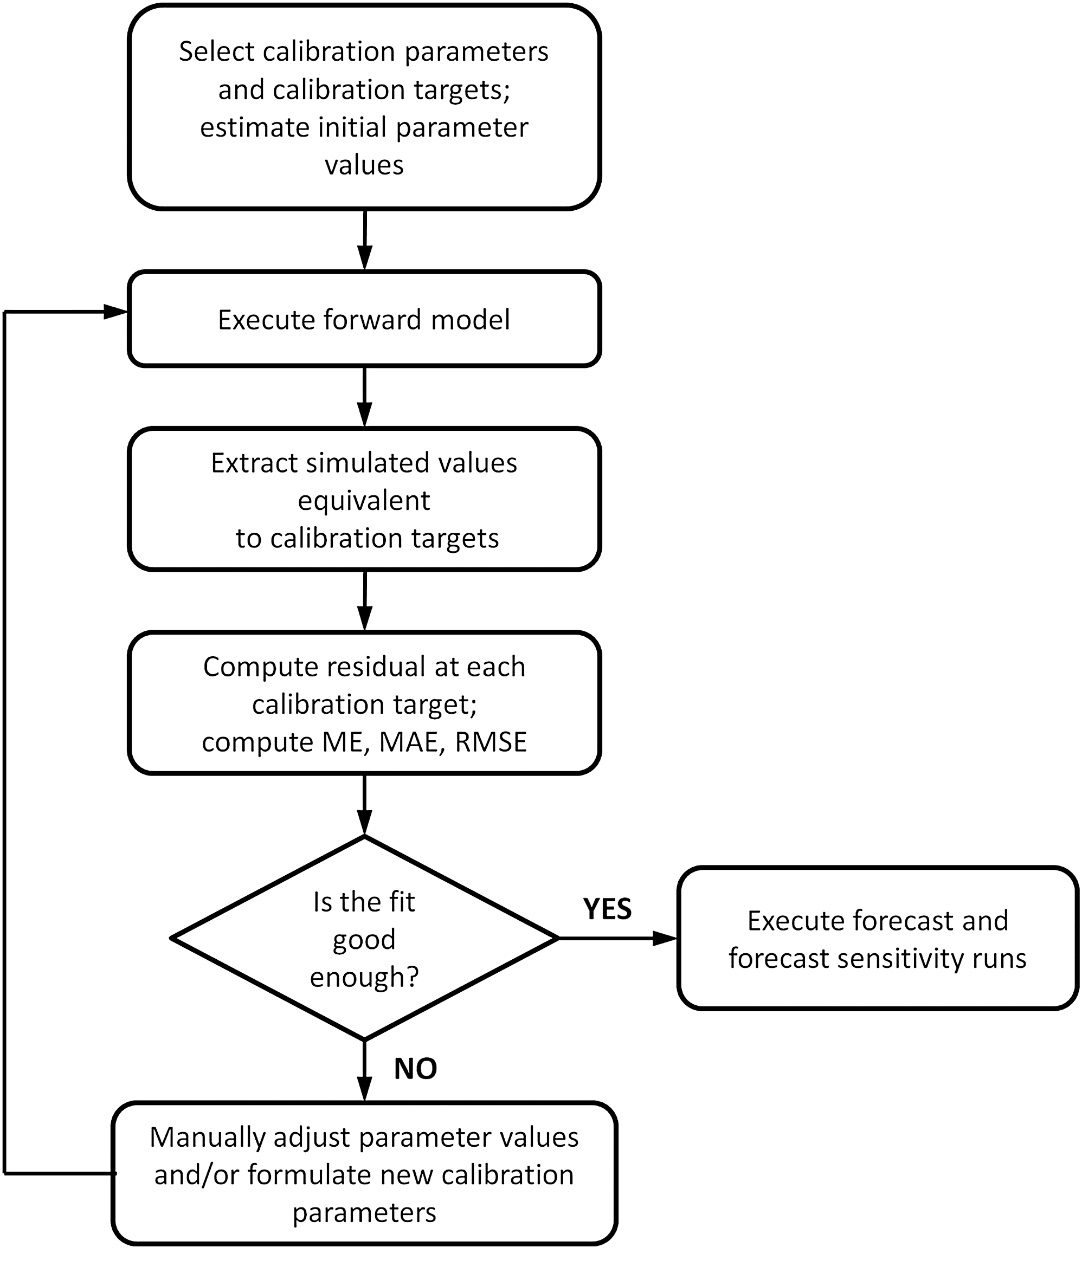 Select calibration parameters
and calibration targets;
estimate initial parameter
values
Execute forward model
Extract simulated values
equivalent
to calibration targets
Compute residual at each
calibration target;
compute ME, MAE, RMSE
Is the fit
good
enough?
YES
Execute forecast and
forecast sensitivity runs
NO
Manually adjust parameter values
and/or formulate new calibration
parameters